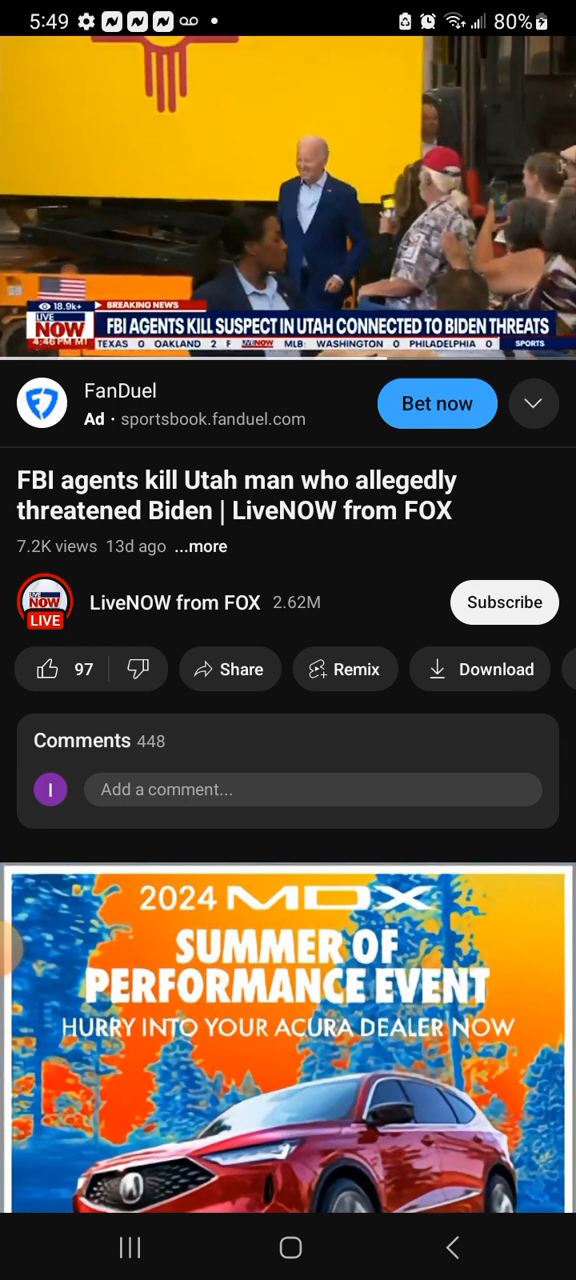 5:49
80%
18.9k+
BREAKING NEWS
LIVE
NOW
FBI AGENTS KILL SUSPECT IN UTAH CONNECTED TO BIDEN THREATS
4:46 PM MT
TEXAS 0 OAKLAND 2 F NOW MLB: WASHINGTON 0 PHILADELPHIA 0
SPORTS
FanDuel
Ad · sportsbook.fanduel.com
Bet now
FBI agents kill Utah man who allegedly
threatened Biden | LiveNOW from FOX
7.2K views 13d ago ...more
LIVE
NOW
LIVE
LiveNOW from FOX 2.62M
Subscribe
97
Share
Remix
Download
Comments 448
I
Add a comment...
2024 MDX
SUMMER OF
PERFORMANCE EVENT
HURRY INTO YOUR ACURA DEALER NOW